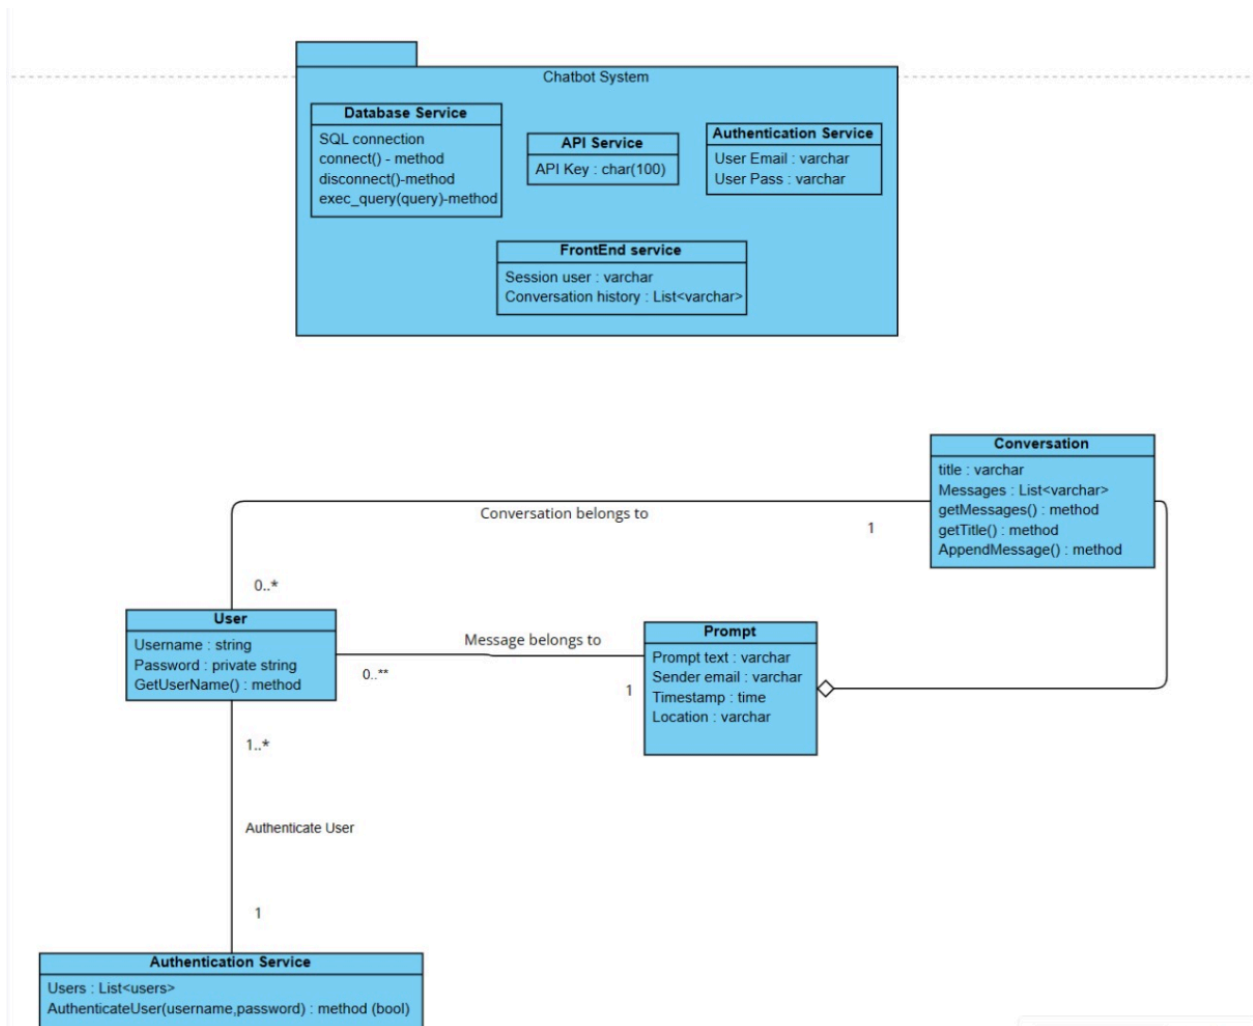 Chatbot System
Database Service
SQL connection
connect() - method
disconnect()-method
exec_query(query)-method
API Service
API Key : char(100)
Authentication Service
User Email : varchar
User Pass : varchar
FrontEnd service
Session user : varchar
Conversation history : List<varchar>
Conversation
title : varchar
Messages : List<varchar>
getMessages() : method
getTitle() : method
AppendMessage() : method
Conversation belongs to
1
0..*
User
Username : string
Password : private string
GetUserName() : method
Message belongs to
0..**
1
Prompt
Prompt text : varchar
Sender email : varchar
Timestamp : time
Location : varchar
1..*
Authenticate User
1
Authentication Service
Users : List<users>
AuthenticateUser(username,password) : method (bool)